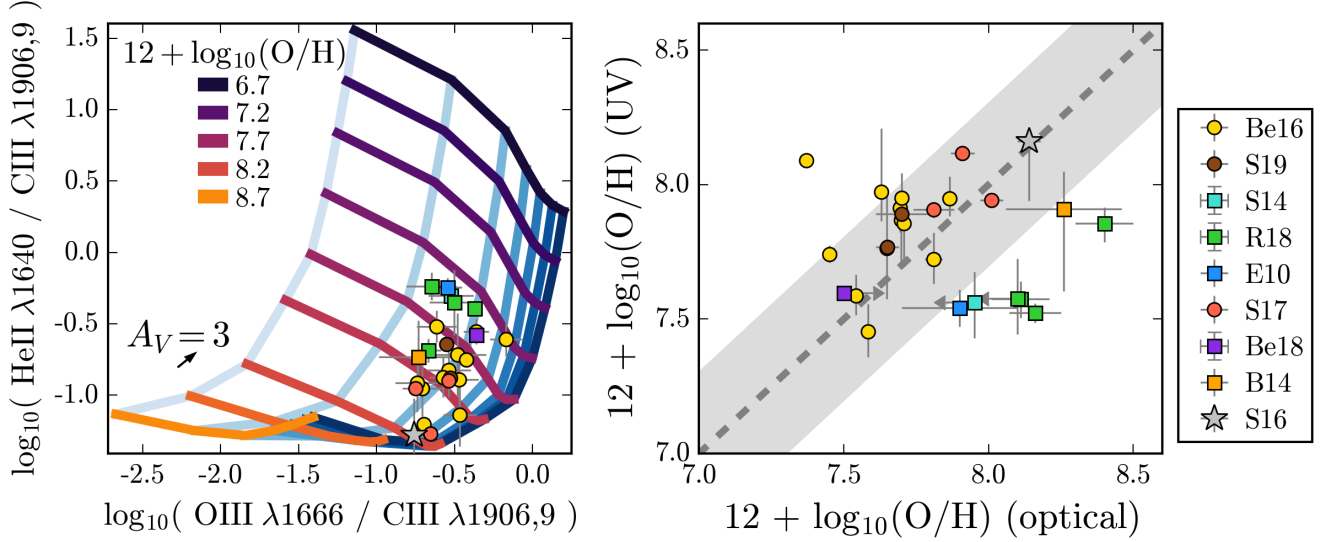 log₁₀( HeII λ1640 / CIII λ1906,9 )
1.5
1.0
0.5
0.0
-0.5
-1.0
12 + log₁₀(O/H)
6.7
7.2
7.7
8.2
8.7
A_V = 3
-2.5 -2.0 -1.5 -1.0 -0.5 0.0
log₁₀( OIII λ1666 / CIII λ1906,9 )
12 + log₁₀(O/H) (UV)
8.5
8.0
7.5
7.0
7.0 7.5 8.0 8.5
12 + log₁₀(O/H) (optical)
Be16
S19
S14
R18
E10
S17
Be18
B14
S16